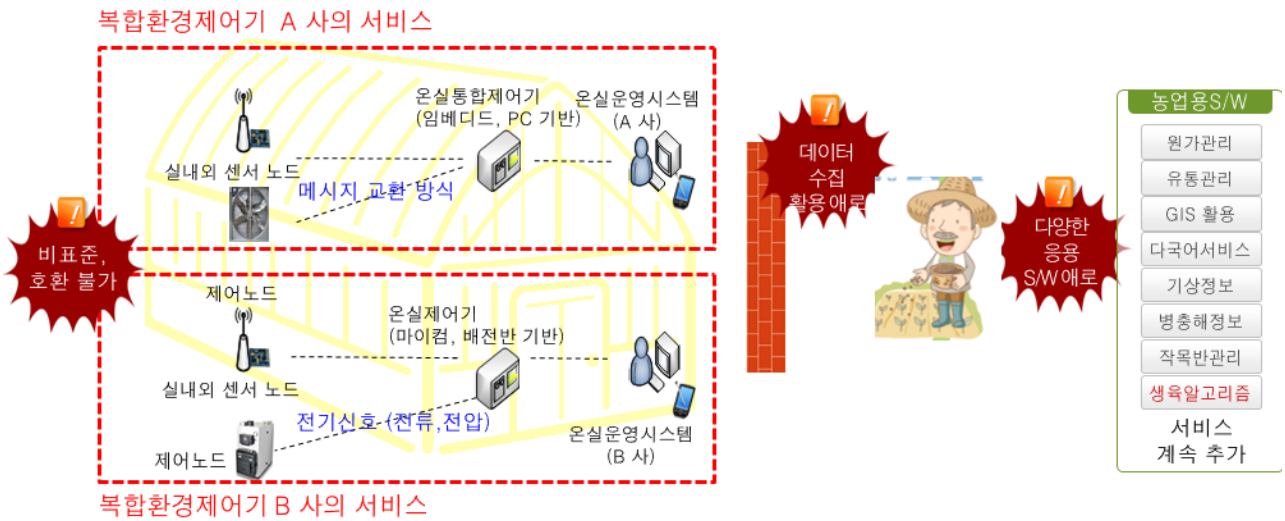 복합환경제어기 A 사의 서비스
온실통합제어기
(임베디드, PC 기반)
온실운영시스템
(A 사)
실내외 센서 노드
메시지 교환 방식
제어노드
비표준,
호환 불가
온실제어기
(마이컴, 배전반 기반)
실내외 센서 노드
전기신호 (전류,전압)
제어노드
온실운영시스템
(B 사)
복합환경제어기 B 사의 서비스
데이터
수집
활용애로
다양한
응용
S/W애로
농업용S/W
원가관리
유통관리
GIS 활용
다국어서비스
기상정보
병충해정보
작목반관리
생육알고리즘
서비스
계속 추가